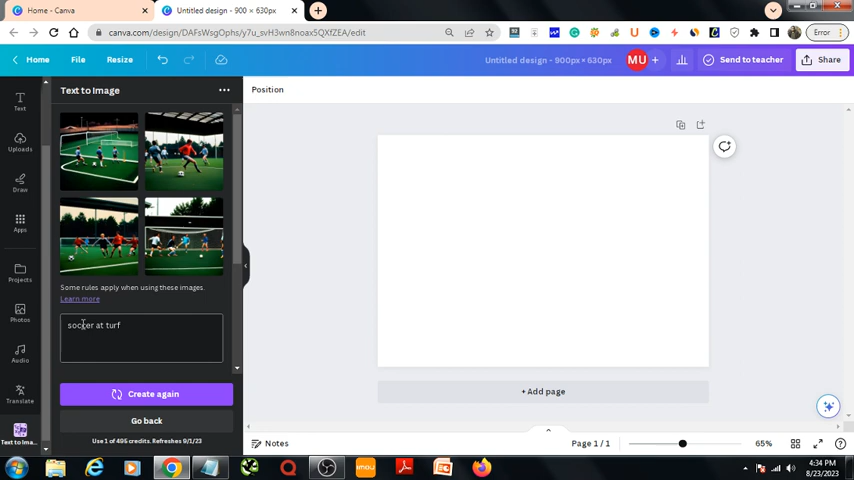 Home - Canva
Untitled design - 900 × 630px
canva.com/design/DAFsWsgOphs/y7u_svH3wn8noax5QXfZEA/edit
Error
Home
File
Resize
Untitled design - 900px × 630px
MU
Send to teacher
Share
Text
Uploads
Draw
Apps
Projects
Photos
Audio
Translate
Text to Ima...
Text to Image
Some rules apply when using these images.
Learn more
soccer at turf
Create again
Go back
Use 1 of 495 credits. Refreshes 9/1/23
Position
+ Add page
Notes
Page 1 / 1
65%
4:34 PM
8/23/2023